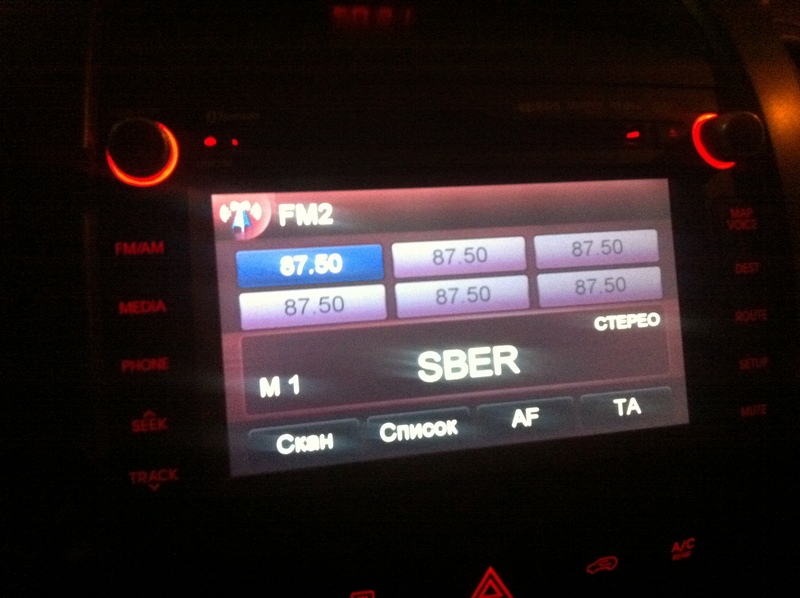 FM2
87.50 87.50 87.50
87.50 87.50 87.50
СТЕРЕО
M 1 SBER
Скан Список AF TA
FM/AM
MEDIA
PHONE
SEEK
TRACK
MAP
VOICE
DEST
ROUTE
SETUP
MUTE
A/C